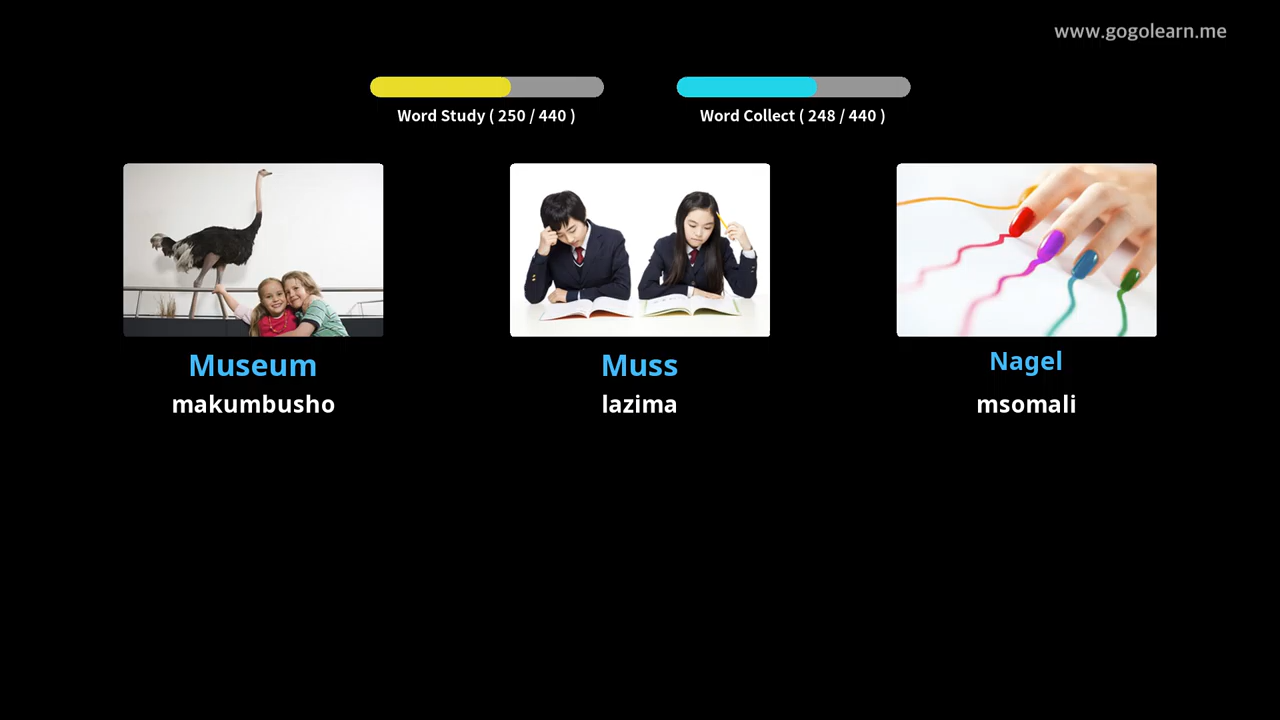 www.gogolearn.me
Word Study ( 250 / 440 )
Word Collect ( 248 / 440 )
Museum
makumbusho
Muss
lazima
Nagel
msomali